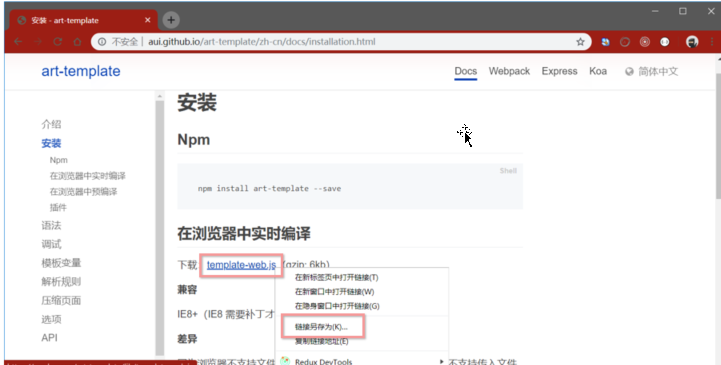 安装 - art-template
不安全 | aui.github.io/art-template/zh-cn/docs/installation.html
art-template
Docs Webpack Express Koa 简体中文
介绍
安装
Npm
在浏览器中实时编译
在浏览器中预编译
插件
语法
调试
模板变量
解析规则
压缩页面
选项
API
安装
Npm
Shell
npm install art-template --save
在浏览器中实时编译
下载 template-web.js (gzip: 6kb)
兼容
IE8+（IE8 需要补丁才
差异
浏览器不支持文件
不支持传入文件
在新标签页中打开链接(T)
在新窗口中打开链接(W)
在隐身窗口中打开链接(G)
链接另存为(K)...
复制链接地址(E)
Redux DevTools